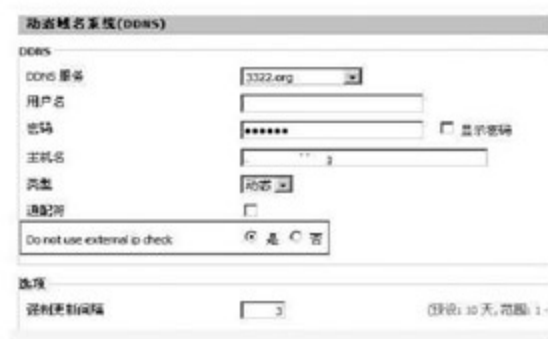 动态域名系统(DDNS)
DDNS
DDNS 服务 3322.org
用户名
密码 •••••• 显示密码
主机名
类型 动态
通配符
Do not use external ip check 是 否
选项
强制更新间隔 3 (预设: 10 天, 范围: 1 -